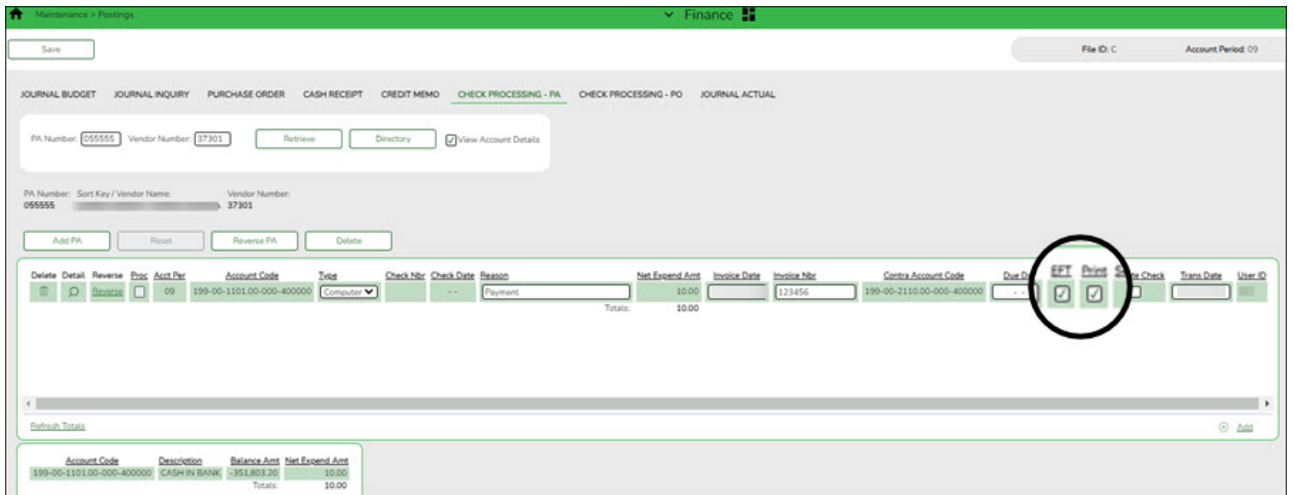 Maintenance > Postings Finance
Save File ID: C Account Period: 09
JOURNAL BUDGET JOURNAL INQUIRY PURCHASE ORDER CASH RECEIPT CREDIT MEMO CHECK PROCESSING - PA CHECK PROCESSING - PO JOURNAL ACTUAL
PA Number: 055555 Vendor Number: 37301 Retrieve Directory View Account Details
PA Number: Sort Key / Vendor Name: Vendor Number:
055555 37301
Add PA Reset Reverse PA Delete
Delete Detail Reverse Proc Acct Per Account Code Type Check Nbr Check Date Reason Net Expend Amt Invoice Date Invoice Nbr Contra Account Code Due EFT Print Check Trans Date User ID
Reverse 09 199-00-1101.00-000-400000 Computer - - Payment 10.00 123456 199-00-2110.00-000-400000 - -
Totals: 10.00
Refresh Totals Add
Account Code Description Balance Amt Net Expend Amt
199-00-1101.00-000-400000 CASH IN BANK -351,803.20 10.00
Totals: 10.00